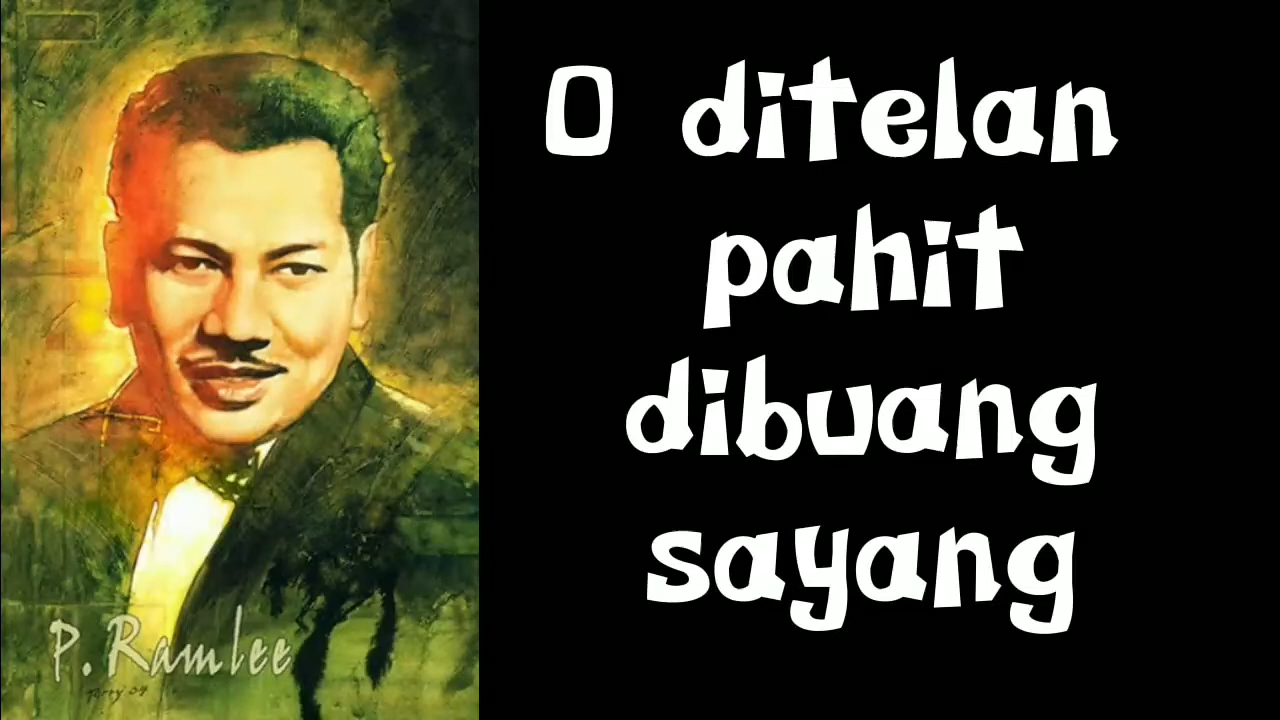 O ditelan
pahit
dibuang
sayang
P. Ramlee